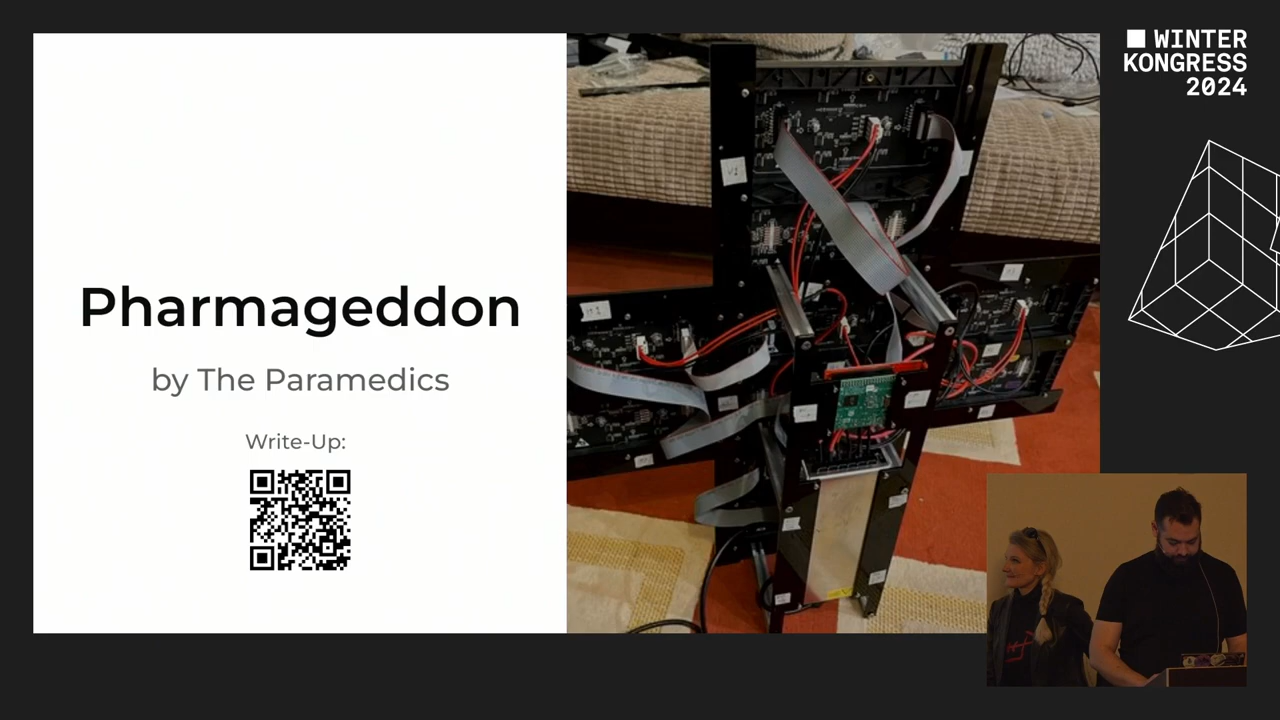 Pharmageddon
by The Paramedics
Write-Up:
WINTER
KONGRESS
2024